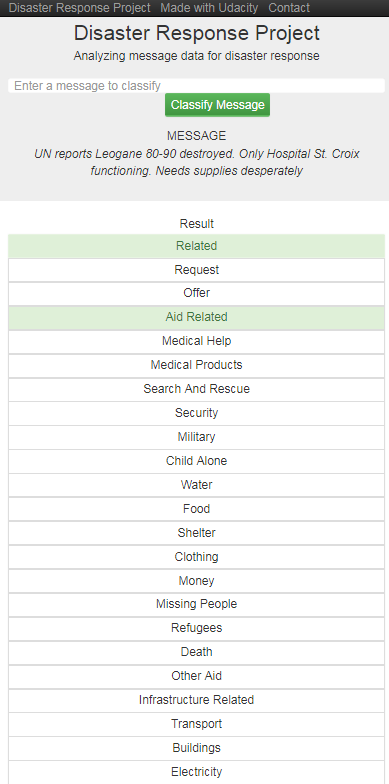 Disaster Response Project Made with Udacity Contact
Disaster Response Project
Analyzing message data for disaster response
Enter a message to classify
Classify Message
MESSAGE
UN reports Leogane 80-90 destroyed. Only Hospital St. Croix
functioning. Needs supplies desperately
Result
Related
Request
Offer
Aid Related
Medical Help
Medical Products
Search And Rescue
Security
Military
Child Alone
Water
Food
Shelter
Clothing
Money
Missing People
Refugees
Death
Other Aid
Infrastructure Related
Transport
Buildings
Electricity